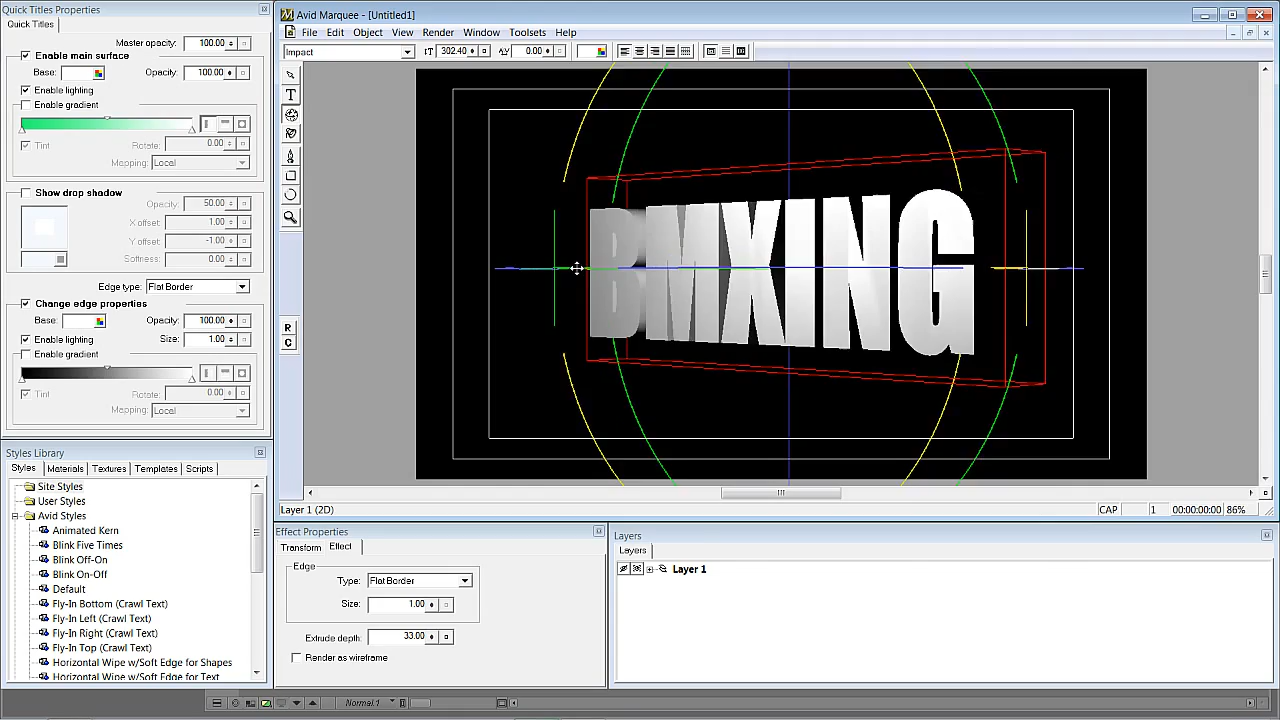 Quick Titles Properties
Quick Titles
Master opacity: 100.00
Enable main surface
Base: Opacity: 100.00
Enable lighting
Enable gradient
Tint Rotate: 0.00
Mapping: Local
Show drop shadow
Opacity: 50.00
X offset: 1.00
Y offset: -1.00
Softness: 0.00
Edge type: Flat Border
Change edge properties
Base: Opacity: 100.00
Enable lighting Size: 1.00
Enable gradient
Tint Rotate: 0.00
Mapping: Local
Styles Library
Styles Materials Textures Templates Scripts
Site Styles
User Styles
Avid Styles
Animated Kern
Blink Five Times
Blink Off-On
Blink On-Off
Default
Fly-In Bottom (Crawl Text)
Fly-In Left (Crawl Text)
Fly-In Right (Crawl Text)
Fly-In Top (Crawl Text)
Horizontal Wipe w/Soft Edge for Shapes
Horizontal Wipe w/Soft Edge for Text
Avid Marquee - [Untitled1]
File Edit Object View Render Window Toolsets Help
Impact 302.40 0.00
T
R
C
BMXING
Layer 1 (2D) CAP 1 00:00:00:00 86%
Effect Properties
Transform Effect
Edge
Type: Flat Border
Size: 1.00
Extrude depth: 33.00
Render as wireframe
Layers
Layers
Layer 1
Normal.1